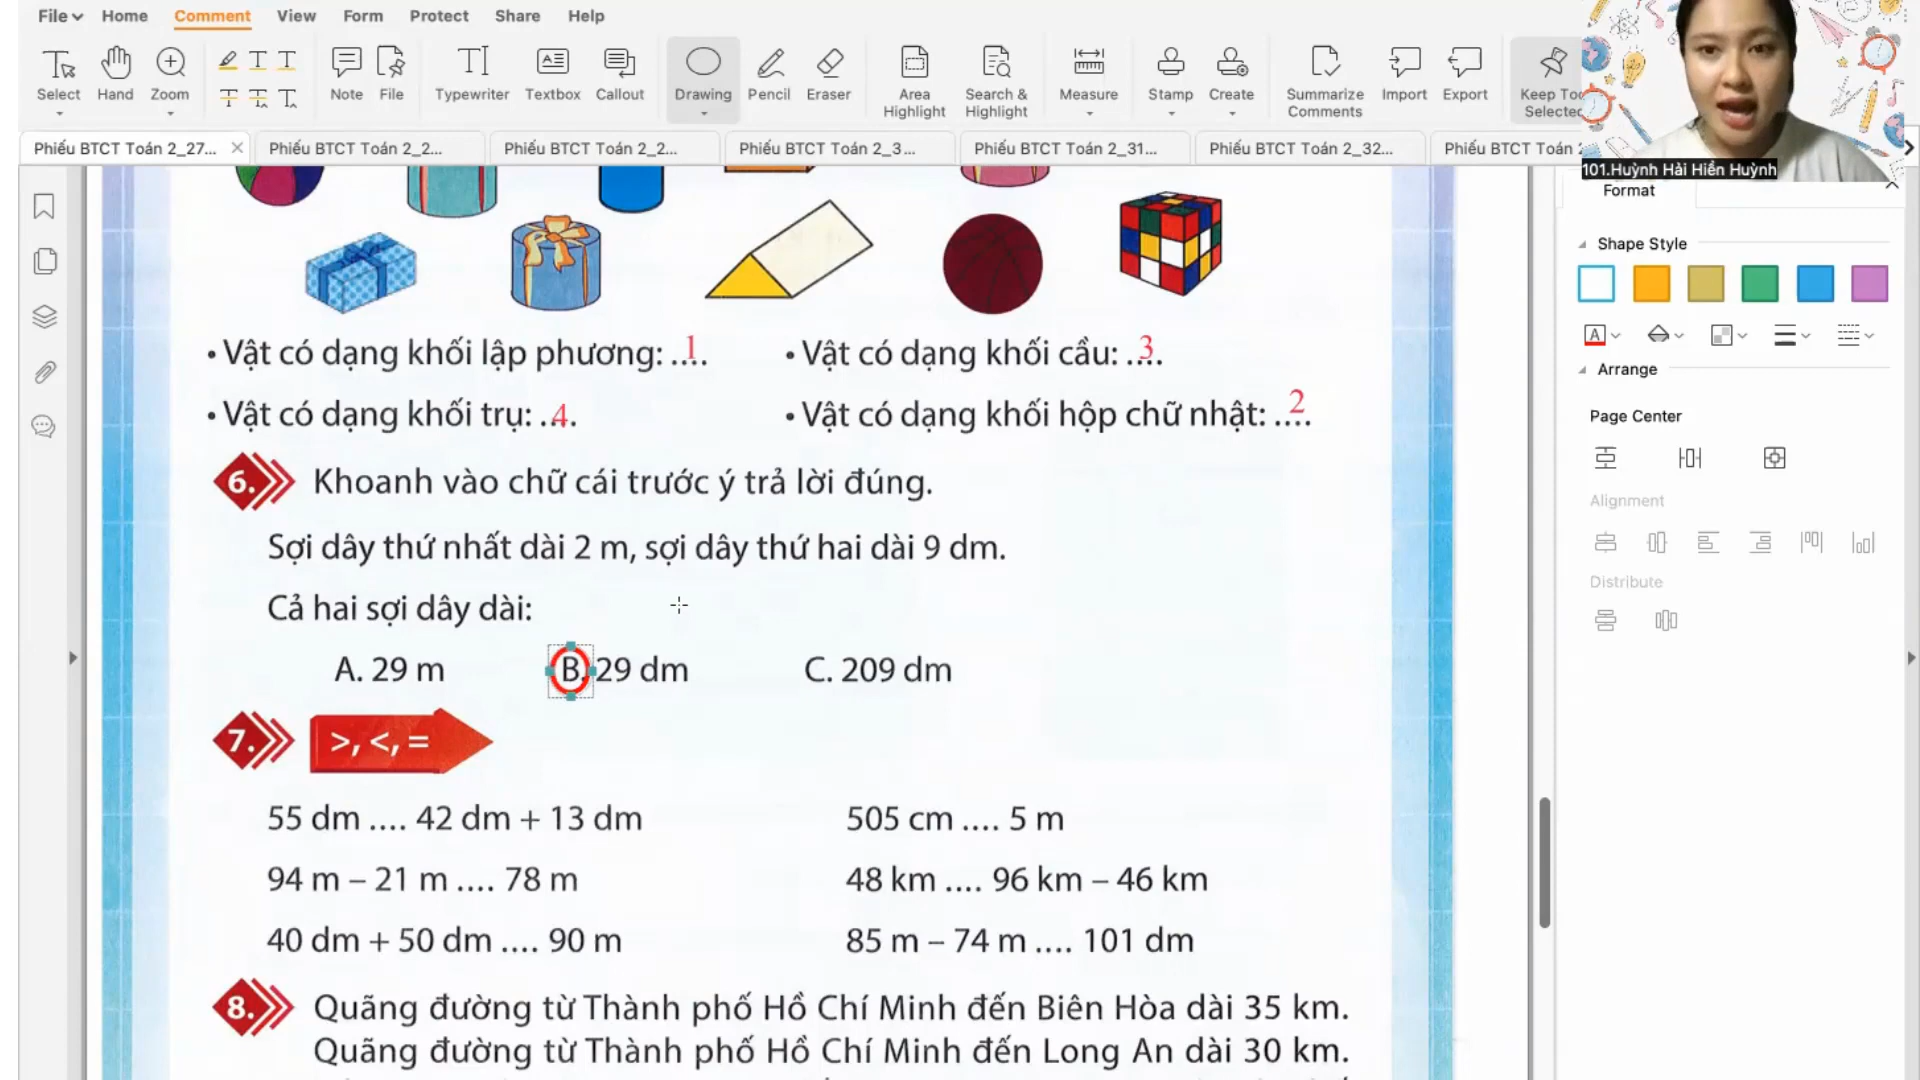 File Home Comment View Form Protect Share Help
Select Hand Zoom Note File Typewriter Textbox Callout Drawing Pencil Eraser Area Highlight Search & Highlight Measure Stamp Create Summarize Comments Import Export Keep Too Selected
Phiếu BTCT Toán 2_27... Phiếu BTCT Toán 2_2... Phiếu BTCT Toán 2_2... Phiếu BTCT Toán 2_3... Phiếu BTCT Toán 2_31... Phiếu BTCT Toán 2_32... Phiếu BTCT Toán
101.Huỳnh Hải Hiền Huỳnh
Format
Shape Style
Arrange
Page Center
Alignment
Distribute
• Vật có dạng khối lập phương: ..1.. • Vật có dạng khối cầu: ..3..
• Vật có dạng khối trụ: ..4.. • Vật có dạng khối hộp chữ nhật: ..2..
6. Khoanh vào chữ cái trước ý trả lời đúng.
Sợi dây thứ nhất dài 2 m, sợi dây thứ hai dài 9 dm.
Cả hai sợi dây dài:
A. 29 m B. 29 dm C. 209 dm
7. >, <, =
55 dm .... 42 dm + 13 dm 505 cm .... 5 m
94 m – 21 m .... 78 m 48 km .... 96 km – 46 km
40 dm + 50 dm .... 90 m 85 m – 74 m .... 101 dm
8. Quãng đường từ Thành phố Hồ Chí Minh đến Biên Hòa dài 35 km.
Quãng đường từ Thành phố Hồ Chí Minh đến Long An dài 30 km.